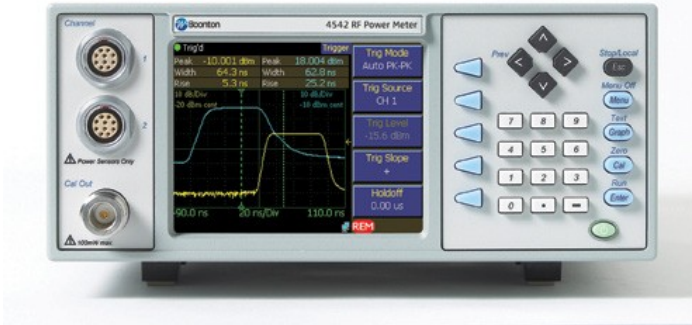 Boonton
4542 RF Power Meter
Channel
1
2
Power Sensors Only
Cal Out
100mW max.
Trig'd
Trigger
Peak -10.001 dBm Peak 18.004 dBm
Width 64.3 ns Width 62.8 ns
Rise 5.3 ns Rise 25.2 ns
10 dB/Div
10 dB/Div
-20 dBm cent
-10 dBm cent
-90.0 ns
20 ns/Div
110.0 ns
REM
Trig Mode
Auto PK-PK
Trig Source
CH 1
Trig Level
-15.6 dBm
Trig Slope
+
Holdoff
0.00 us
Prev
Stop/Local
Esc
Menu Off
Menu
Text
Graph
Zero
Cal
Run
Enter
7 8 9
4 5 6
1 2 3
0 • −